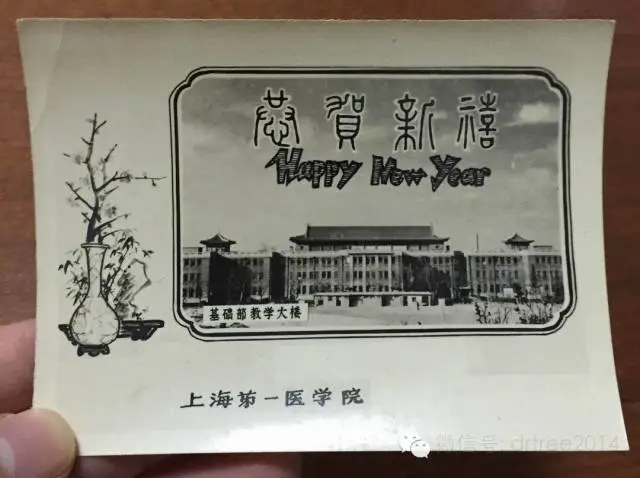 恭賀新禧
Happy New Year
基础部教学大楼
上海第一医学院
微信号: drtree2014